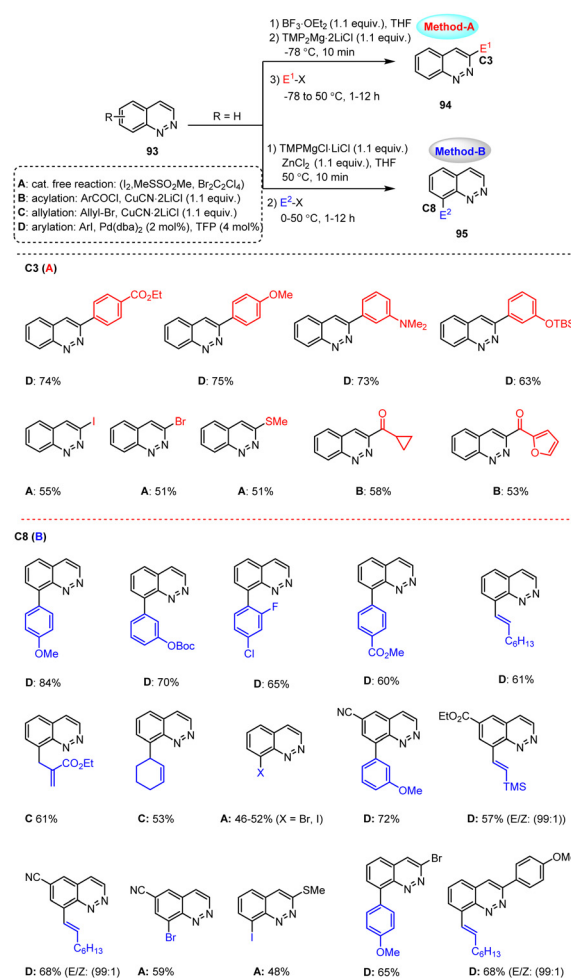 1) BF₃·OEt₂ (1.1 equiv.), THF
2) TMP₂Mg·2LiCl (1.1 equiv.)
-78 °C, 10 min
Method-A
E¹
C3
3) E¹-X
-78 to 50 °C, 1-12 h
94
R
R = H
93
1) TMPMgCl·LiCl (1.1 equiv.)
ZnCl₂ (1.1 equiv.), THF
50 °C, 10 min
Method-B
2) E²-X
0-50 °C, 1-12 h
C8
E²
95
A: cat. free reaction: (I₂,MeSSO₂Me, Br₂C₂Cl₄)
B: acylation: ArCOCl, CuCN·2LiCl (1.1 equiv.)
C: allylation: Allyl-Br, CuCN·2LiCl (1.1 equiv.)
D: arylation: ArI, Pd(dba)₂ (2 mol%), TFP (4 mol%)
C3 (A)
CO₂Et
OMe
NMe₂
OTBS
N N N N N N N N
D: 74% D: 75% D: 73% D: 63%
I Br SMe O O
O
N N N N N N N N N N
A: 55% A: 51% A: 51% B: 58% B: 53%
C8 (B)
N N N N N N N N N N
F
OMe OBoc Cl CO₂Me C₆H₁₃
D: 84% D: 70% D: 65% D: 60% D: 61%
NC EtO₂C
N N N N N N N N N N
CO₂Et X OMe TMS
C 61% C: 53% A: 46-52% (X = Br, I) D: 72% D: 57% (E/Z: (99:1))
NC NC SMe Br OMe
N N N N N N N N N N
C₆H₁₃ Br I OMe C₆H₁₃
D: 68% (E/Z: (99:1) A: 59% A: 48% D: 65% D: 68% (E/Z: (99:1)